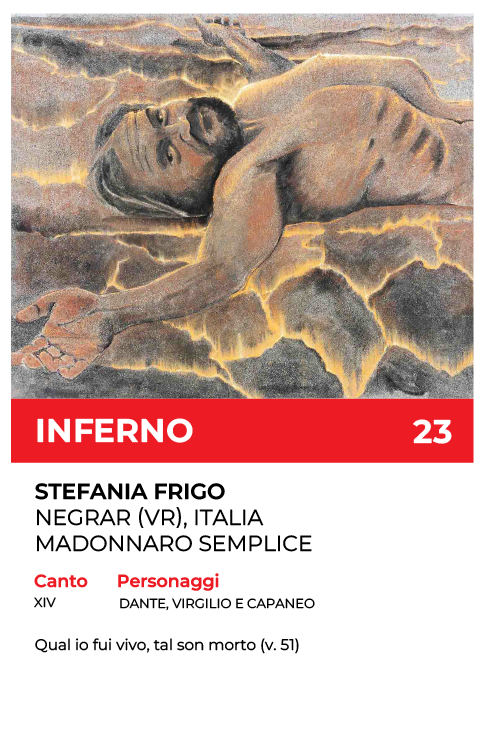 INFERNO 23
STEFANIA FRIGO
NEGRAR (VR), ITALIA
MADONNARO SEMPLICE
Canto Personaggi
XIV DANTE, VIRGILIO E CAPANEO
Qual io fui vivo, tal son morto (v. 51)